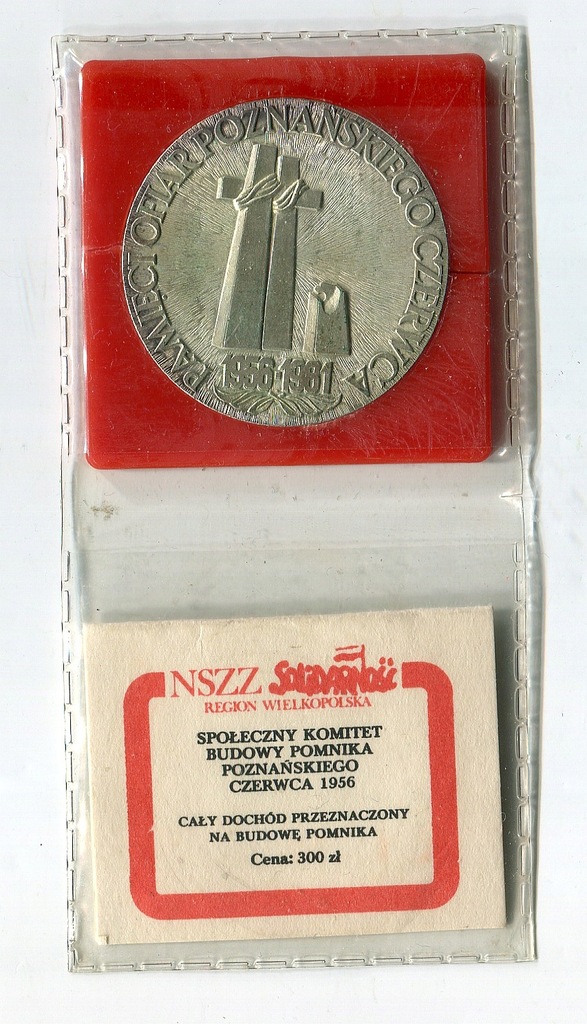 PAMIĘCI OFIAR POZNAŃSKIEGO CZERWCA
1956 1981
NSZZ SOLIDARNOŚĆ
REGION WIELKOPOLSKA
SPOŁECZNY KOMITET
BUDOWY POMNIKA
POZNAŃSKIEGO
CZERWCA 1956
CAŁY DOCHÓD PRZEZNACZONY
NA BUDOWĘ POMNIKA
Cena: 300 zł